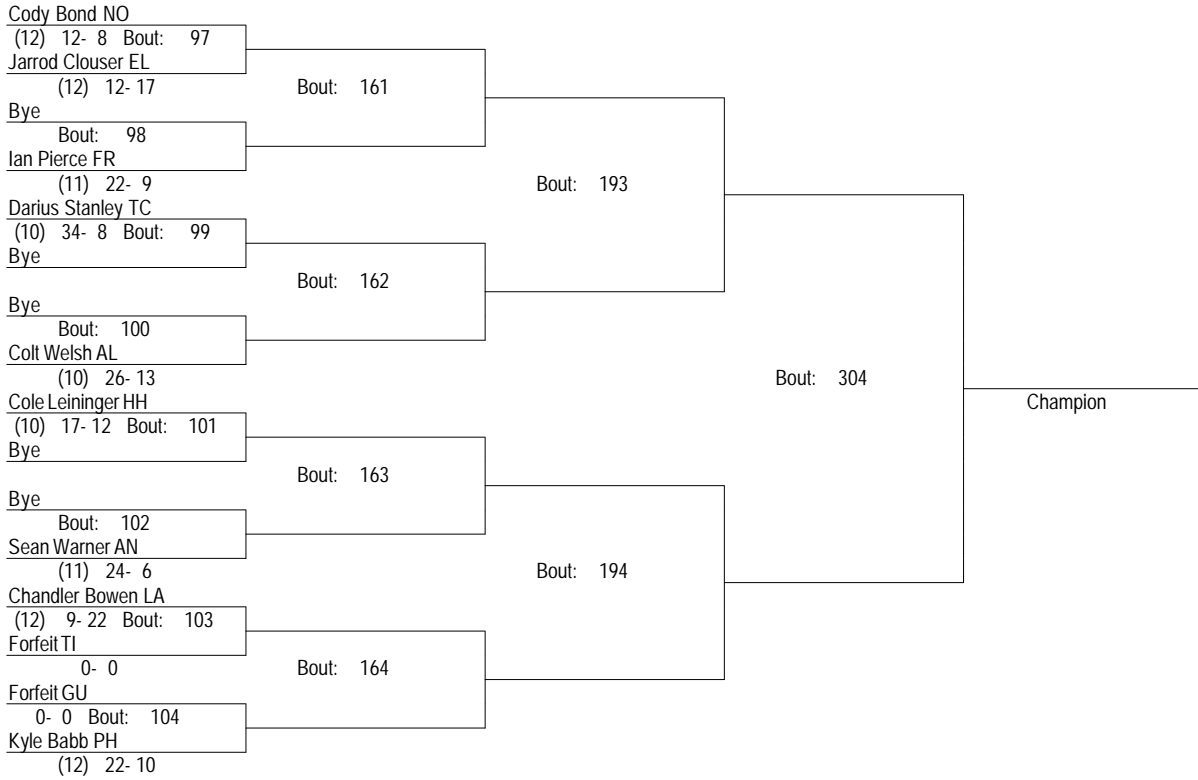 Cody Bond NO
(12) 12- 8 Bout: 97
Jarrod Clouser EL
(12) 12- 17
Bout: 161
Bye
Bout: 98
Ian Pierce FR
(11) 22- 9
Bout: 193
Darius Stanley TC
(10) 34- 8 Bout: 99
Bye
Bout: 162
Bye
Bout: 100
Colt Welsh AL
(10) 26- 13
Bout: 304
Champion
Cole Leininger HH
(10) 17- 12 Bout: 101
Bye
Bout: 163
Bye
Bout: 102
Sean Warner AN
(11) 24- 6
Bout: 194
Chandler Bowen LA
(12) 9- 22 Bout: 103
Forfeit TI
0- 0
Bout: 164
Forfeit GU
0- 0 Bout: 104
Kyle Babb PH
(12) 22- 10